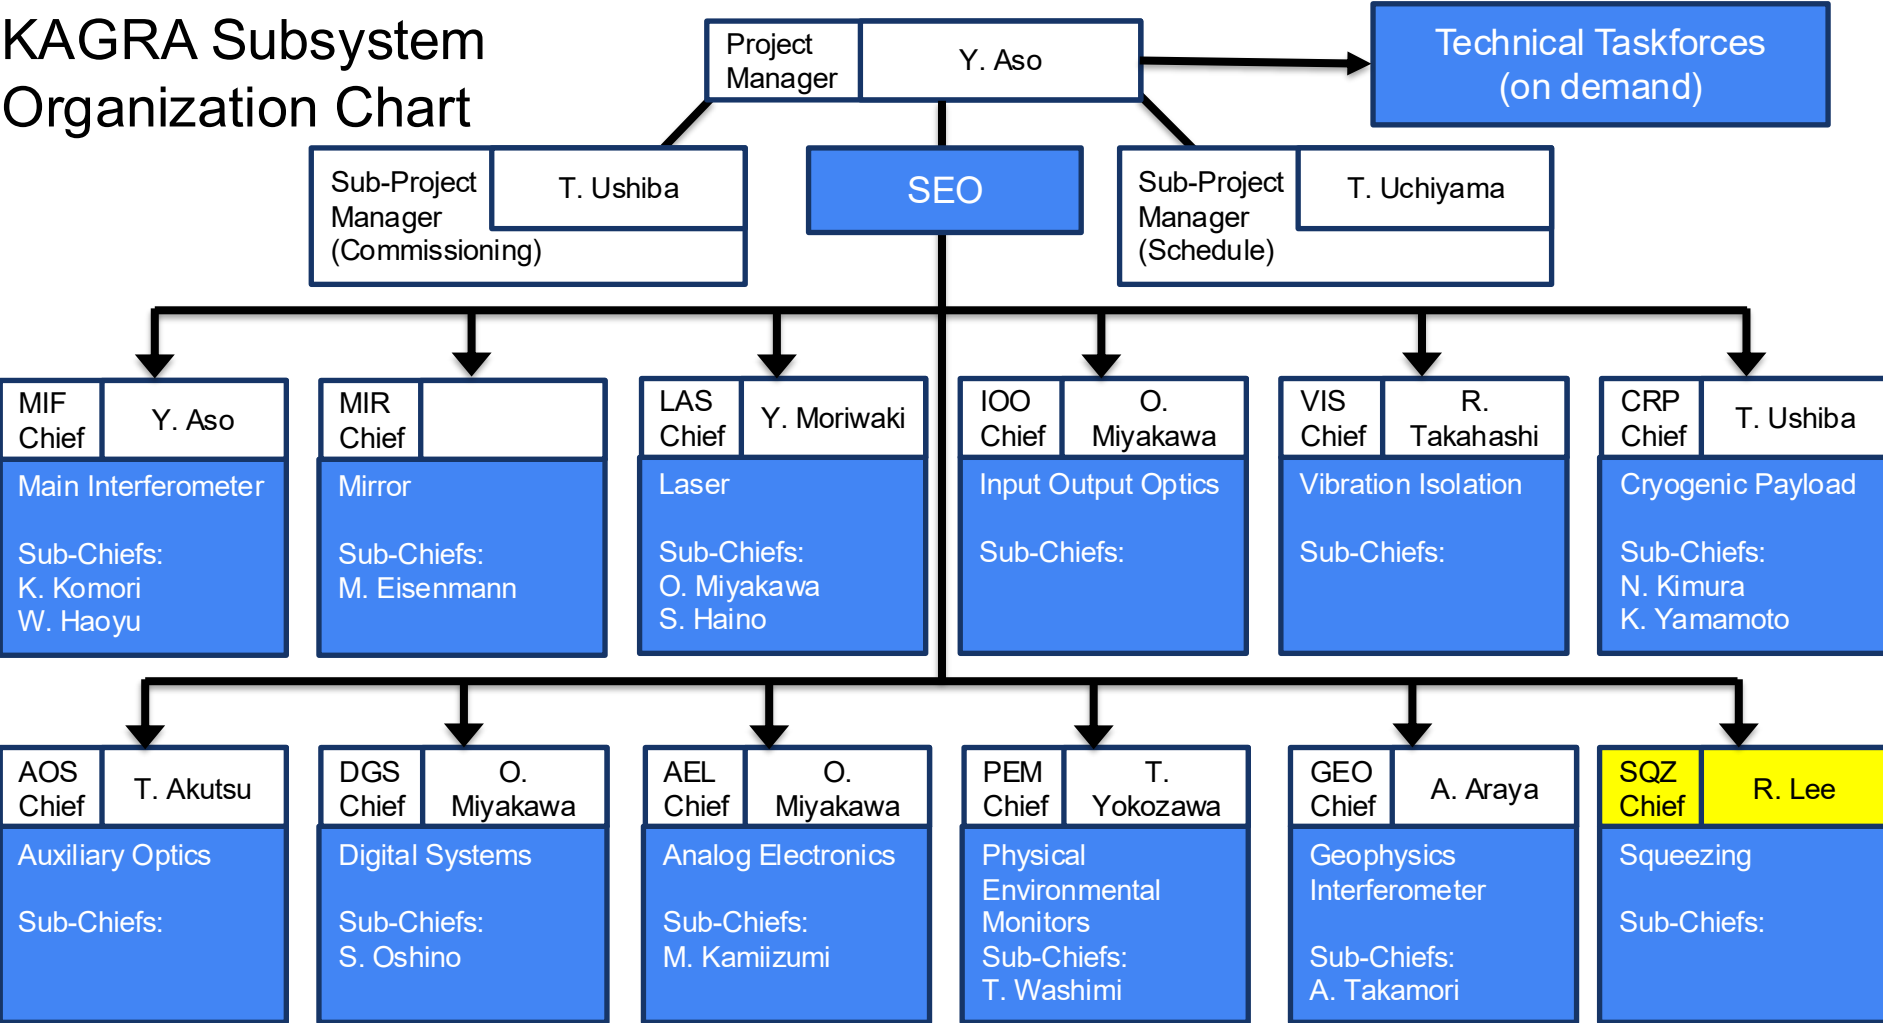 KAGRA Subsystem
Organization Chart
Project
Manager
Y. Aso
Technical Taskforces
(on demand)
Sub-Project
Manager
(Commissioning)
T. Ushiba
SEO
Sub-Project
Manager
(Schedule)
T. Uchiyama
MIF
Chief
Y. Aso
Main Interferometer
Sub-Chiefs:
K. Komori
W. Haoyu
MIR
Chief
Mirror
Sub-Chiefs:
M. Eisenmann
LAS
Chief
Y. Moriwaki
Laser
Sub-Chiefs:
O. Miyakawa
S. Haino
IOO
Chief
O.
Miyakawa
Input Output Optics
Sub-Chiefs:
VIS
Chief
R.
Takahashi
Vibration Isolation
Sub-Chiefs:
CRP
Chief
T. Ushiba
Cryogenic Payload
Sub-Chiefs:
N. Kimura
K. Yamamoto
AOS
Chief
T. Akutsu
Auxiliary Optics
Sub-Chiefs:
DGS
Chief
O.
Miyakawa
Digital Systems
Sub-Chiefs:
S. Oshino
AEL
Chief
O.
Miyakawa
Analog Electronics
Sub-Chiefs:
M. Kamiizumi
PEM
Chief
T.
Yokozawa
Physical
Environmental
Monitors
Sub-Chiefs:
T. Washimi
GEO
Chief
A. Araya
Geophysics
Interferometer
Sub-Chiefs:
A. Takamori
SQZ
Chief
R. Lee
Squeezing
Sub-Chiefs: